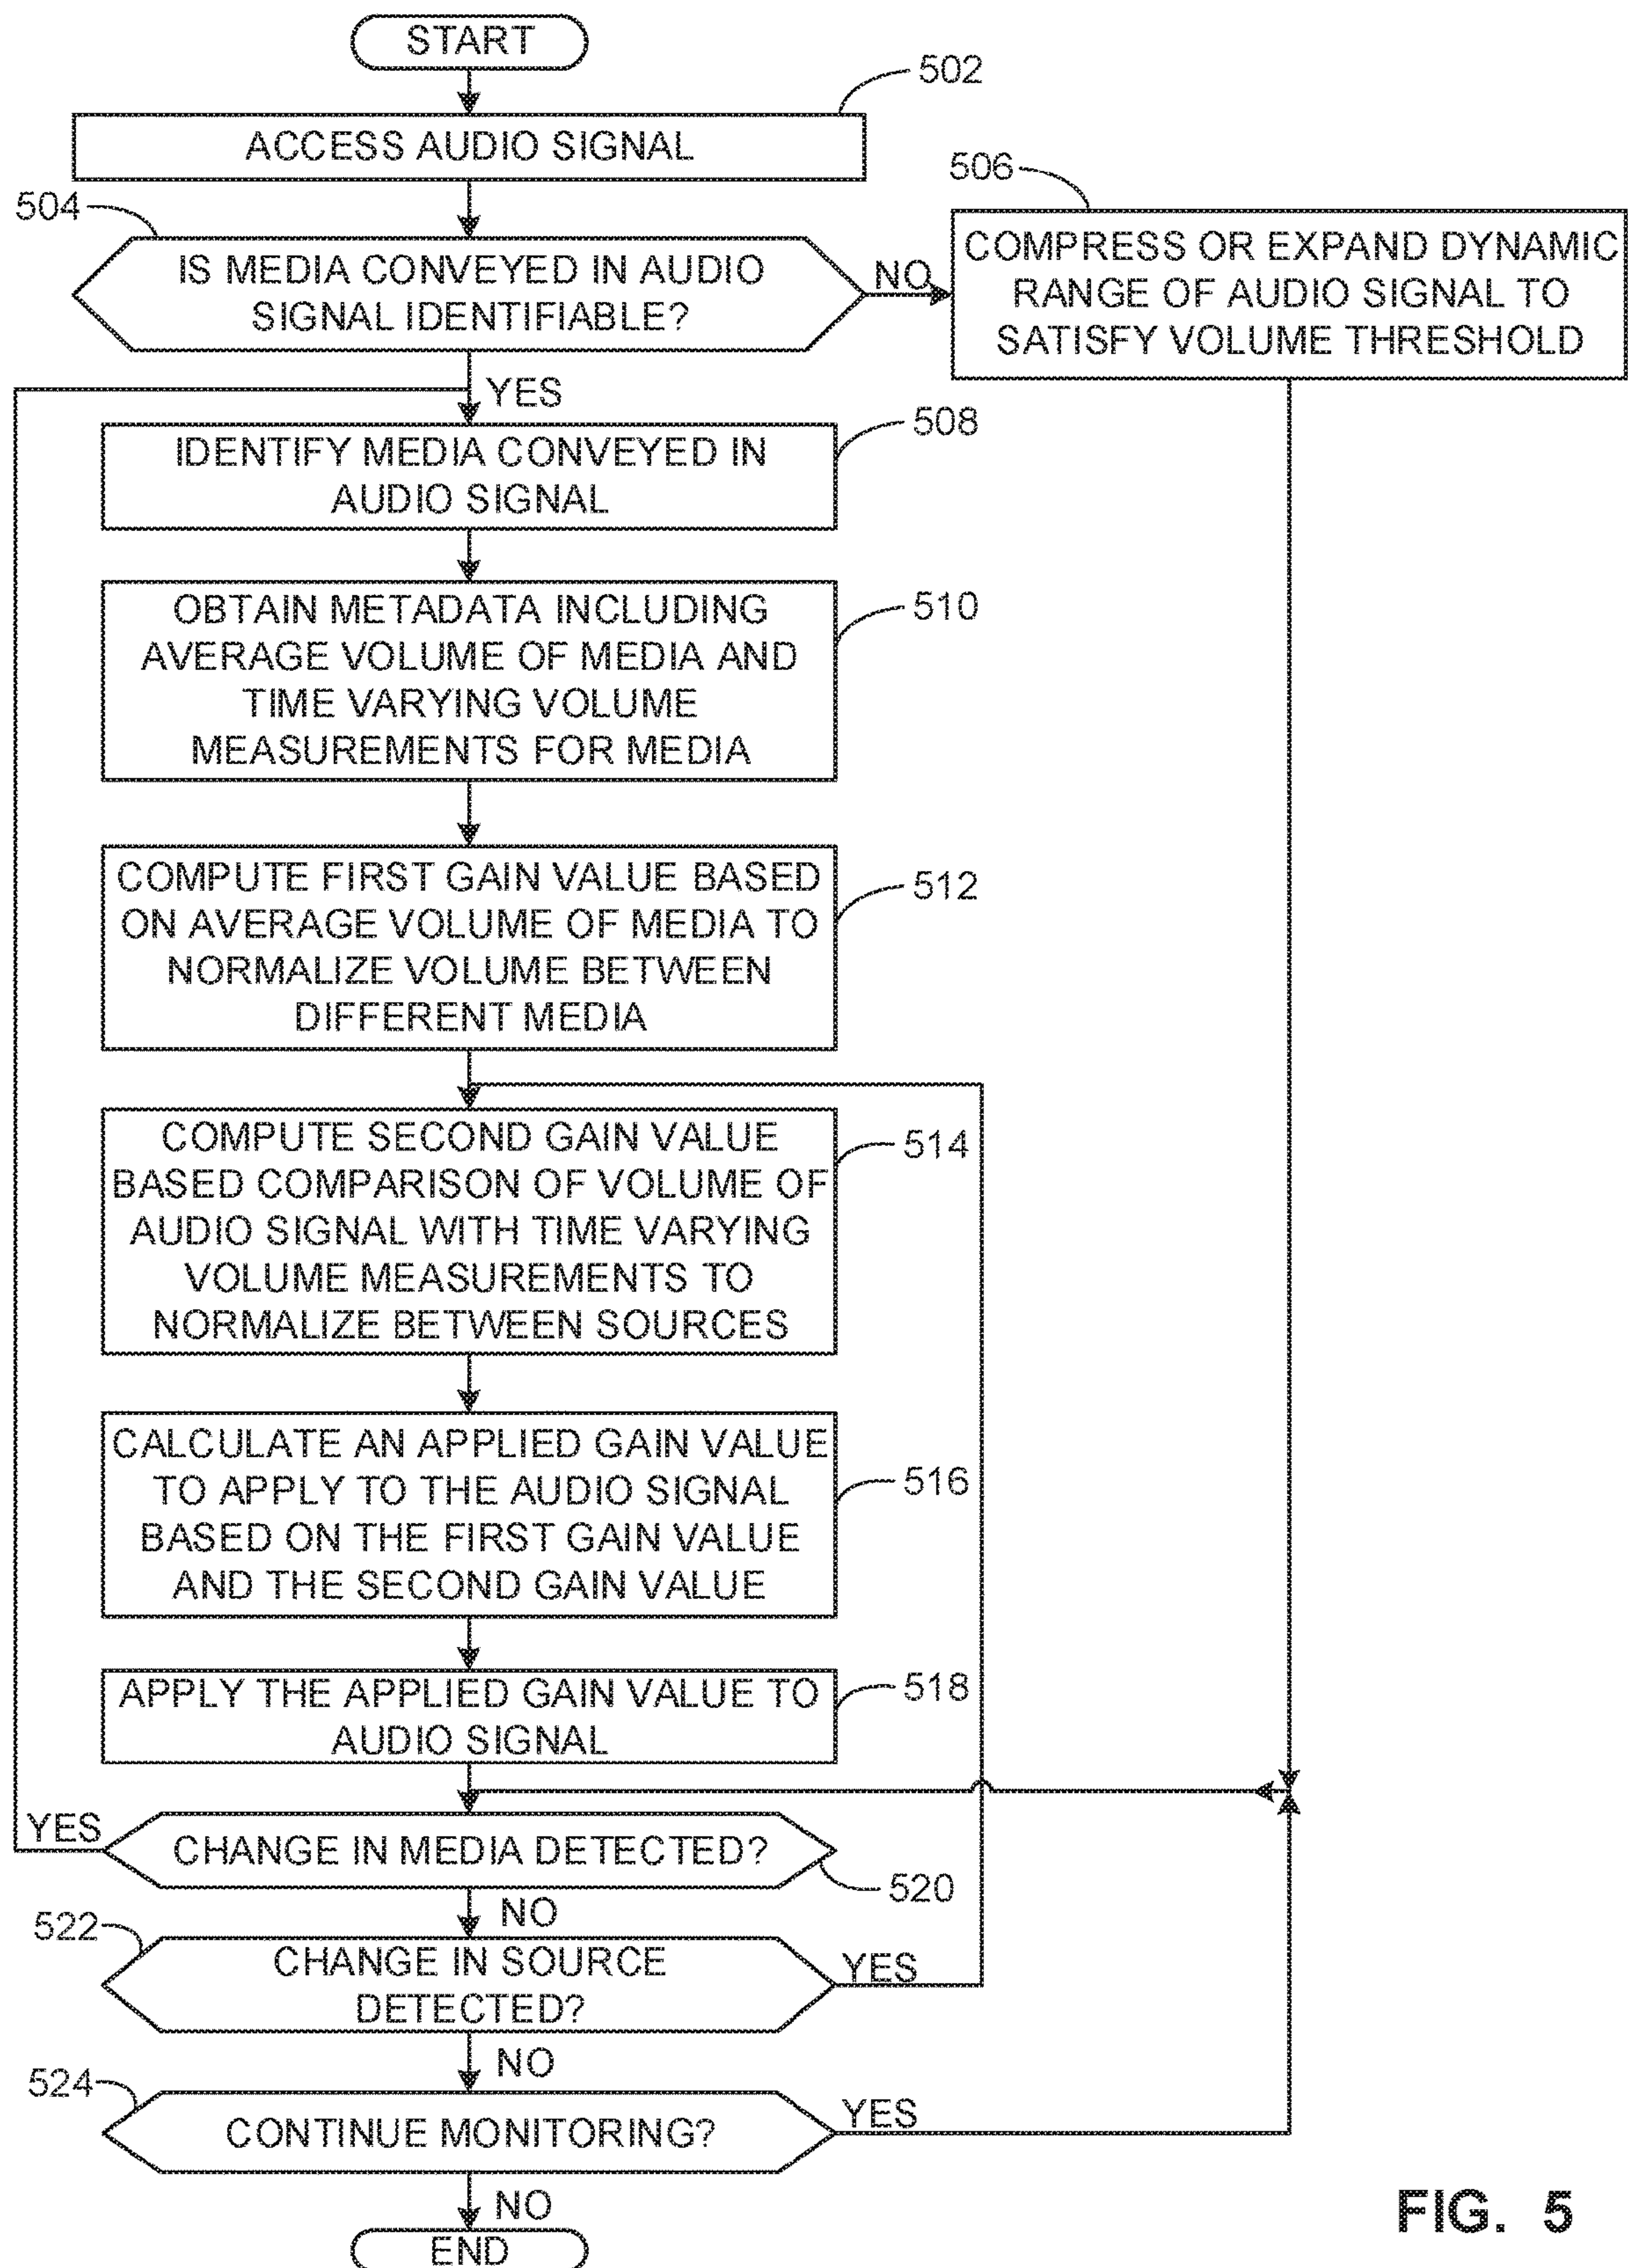 START
502
ACCESS AUDIO SIGNAL
504
IS MEDIA CONVEYED IN AUDIO
SIGNAL IDENTIFIABLE?
NO
506
COMPRESS OR EXPAND DYNAMIC
RANGE OF AUDIO SIGNAL TO
SATISFY VOLUME THRESHOLD
YES
508
IDENTIFY MEDIA CONVEYED IN
AUDIO SIGNAL
510
OBTAIN METADATA INCLUDING
AVERAGE VOLUME OF MEDIA AND
TIME VARYING VOLUME
MEASUREMENTS FOR MEDIA
512
COMPUTE FIRST GAIN VALUE BASED
ON AVERAGE VOLUME OF MEDIA TO
NORMALIZE VOLUME BETWEEN
DIFFERENT MEDIA
514
COMPUTE SECOND GAIN VALUE
BASED COMPARISON OF VOLUME OF
AUDIO SIGNAL WITH TIME VARYING
VOLUME MEASUREMENTS TO
NORMALIZE BETWEEN SOURCES
516
CALCULATE AN APPLIED GAIN VALUE
TO APPLY TO THE AUDIO SIGNAL
BASED ON THE FIRST GAIN VALUE
AND THE SECOND GAIN VALUE
518
APPLY THE APPLIED GAIN VALUE TO
AUDIO SIGNAL
YES
CHANGE IN MEDIA DETECTED?
520
NO
522
CHANGE IN SOURCE
DETECTED?
YES
NO
524
CONTINUE MONITORING?
YES
NO
END
FIG. 5